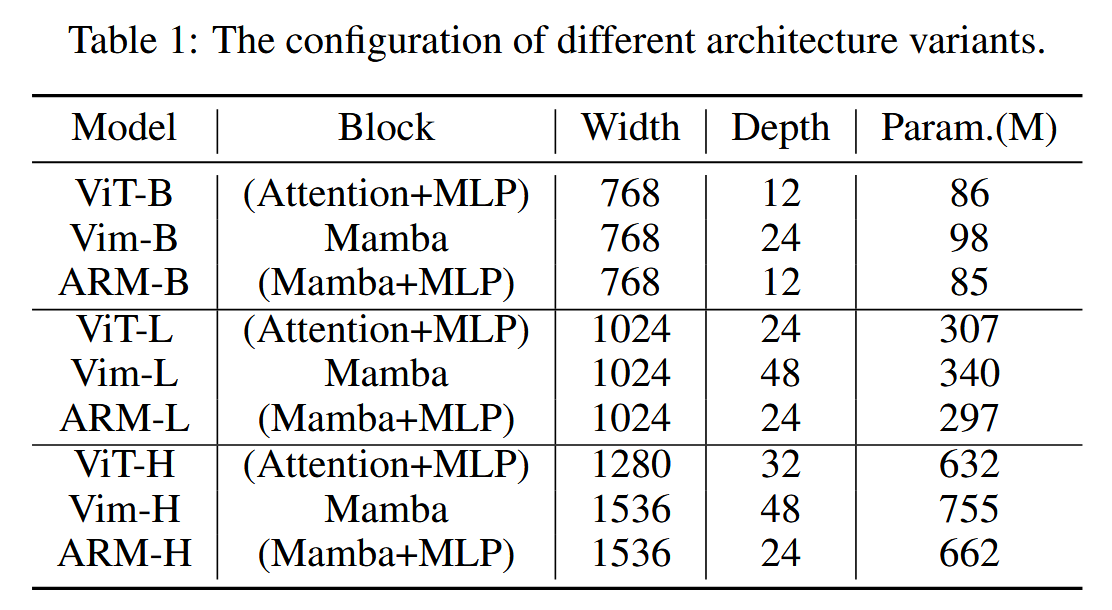 Table 1: The configuration of different architecture variants.
Model Block Width Depth Param.(M)
ViT-B (Attention+MLP) 768 12 86
Vim-B Mamba 768 24 98
ARM-B (Mamba+MLP) 768 12 85
ViT-L (Attention+MLP) 1024 24 307
Vim-L Mamba 1024 48 340
ARM-L (Mamba+MLP) 1024 24 297
ViT-H (Attention+MLP) 1280 32 632
Vim-H Mamba 1536 48 755
ARM-H (Mamba+MLP) 1536 24 662